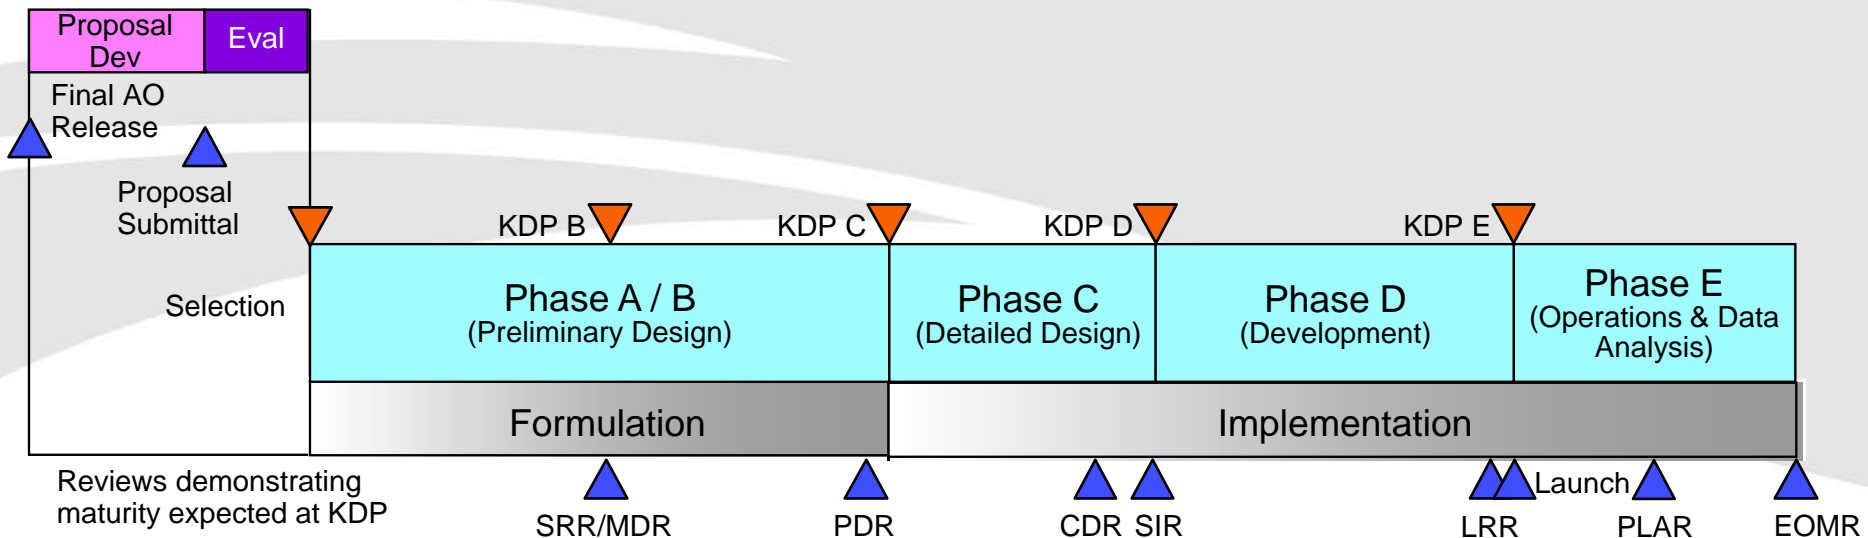 Proposal
Dev
Eval
Final AO
Release
Proposal
Submittal
Selection
KDP B
KDP C
KDP D
KDP E
Phase A / B
(Preliminary Design)
Phase C
(Detailed Design)
Phase D
(Development)
Phase E
(Operations & Data
Analysis)
Formulation
Implementation
Reviews demonstrating
maturity expected at KDP
SRR/MDR
PDR
CDR
SIR
LRR
Launch
PLAR
EOMR